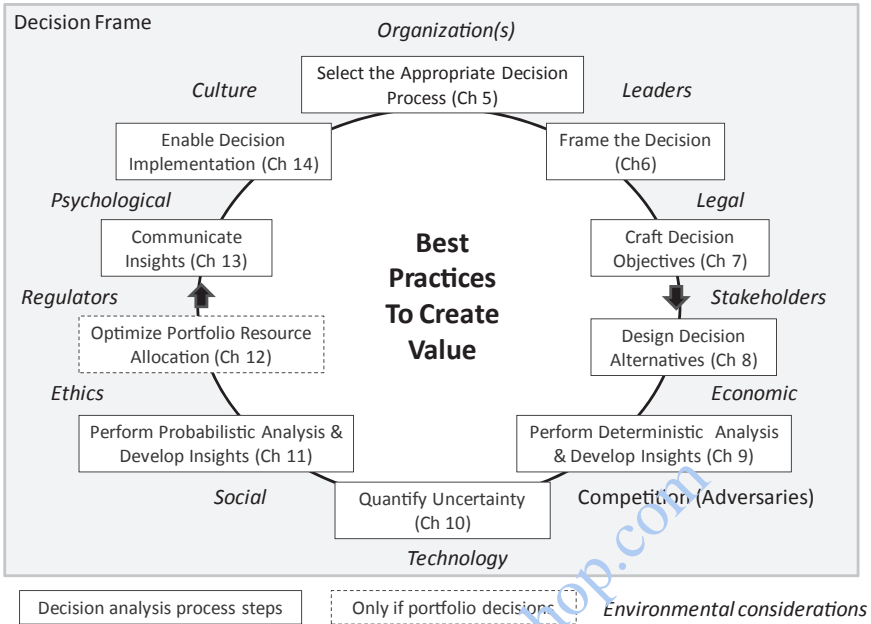 Decision Frame
Organization(s)
Culture
Select the Appropriate Decision
Process (Ch 5)
Leaders
Enable Decision
Implementation (Ch 14)
Frame the Decision
(Ch6)
Psychological
Legal
Communicate
Insights (Ch 13)
Best
Practices
To Create
Value
Craft Decision
Objectives (Ch 7)
Regulators
Stakeholders
Optimize Portfolio Resource
Allocation (Ch 12)
Design Decision
Alternatives (Ch 8)
Ethics
Economic
Perform Probabilistic Analysis &
Develop Insights (Ch 11)
Perform Deterministic Analysis
& Develop Insights (Ch 9)
Social
Quantify Uncertainty
(Ch 10)
Competition (Adversaries)
Technology
hop.com
Decision analysis process steps
Only if portfolio decisions
Environmental considerations